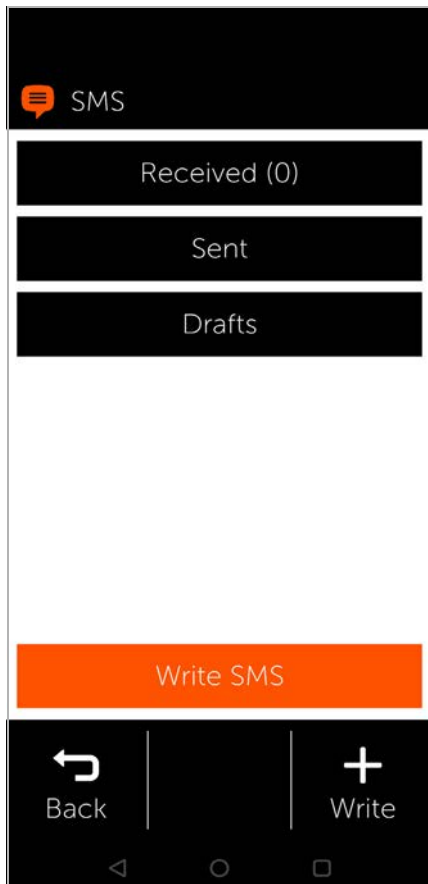 SMS
Received (0)
Sent
Drafts
Write SMS
Back
Write